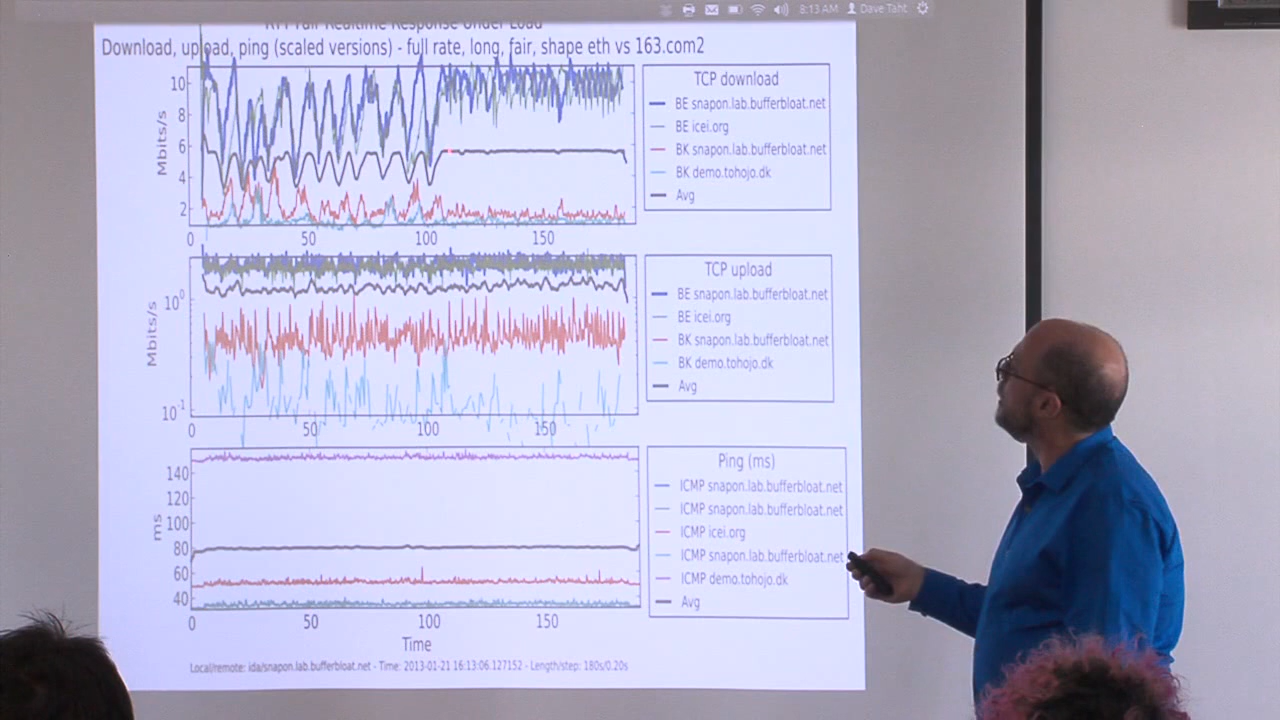 8:13 AM Dave Taht
RTT Fair Realtime Response Under Load
Download, upload, ping (scaled versions) - full rate, long, fair, shape eth vs 163.com2
TCP download
BE snapon.lab.bufferbloat.net
BE icei.org
BK snapon.lab.bufferbloat.net
BK demo.tohojo.dk
Avg
Mbits/s
10
8
6
4
2
0 50 100 150
TCP upload
BE snapon.lab.bufferbloat.net
BE icei.org
BK snapon.lab.bufferbloat.net
BK demo.tohojo.dk
Avg
Mbits/s
10⁰
10⁻¹
0 50 100 150
Ping (ms)
ICMP snapon.lab.bufferbloat.net
ICMP snapon.lab.bufferbloat.net
ICMP icei.org
ICMP snapon.lab.bufferbloat.net
ICMP demo.tohojo.dk
Avg
ms
140
120
100
80
60
40
0 50 100 150
Time
Local/remote: ida/snapon.lab.bufferbloat.net - Time: 2013-01-21 16:13:06.127152 - Length/step: 180s/0.20s